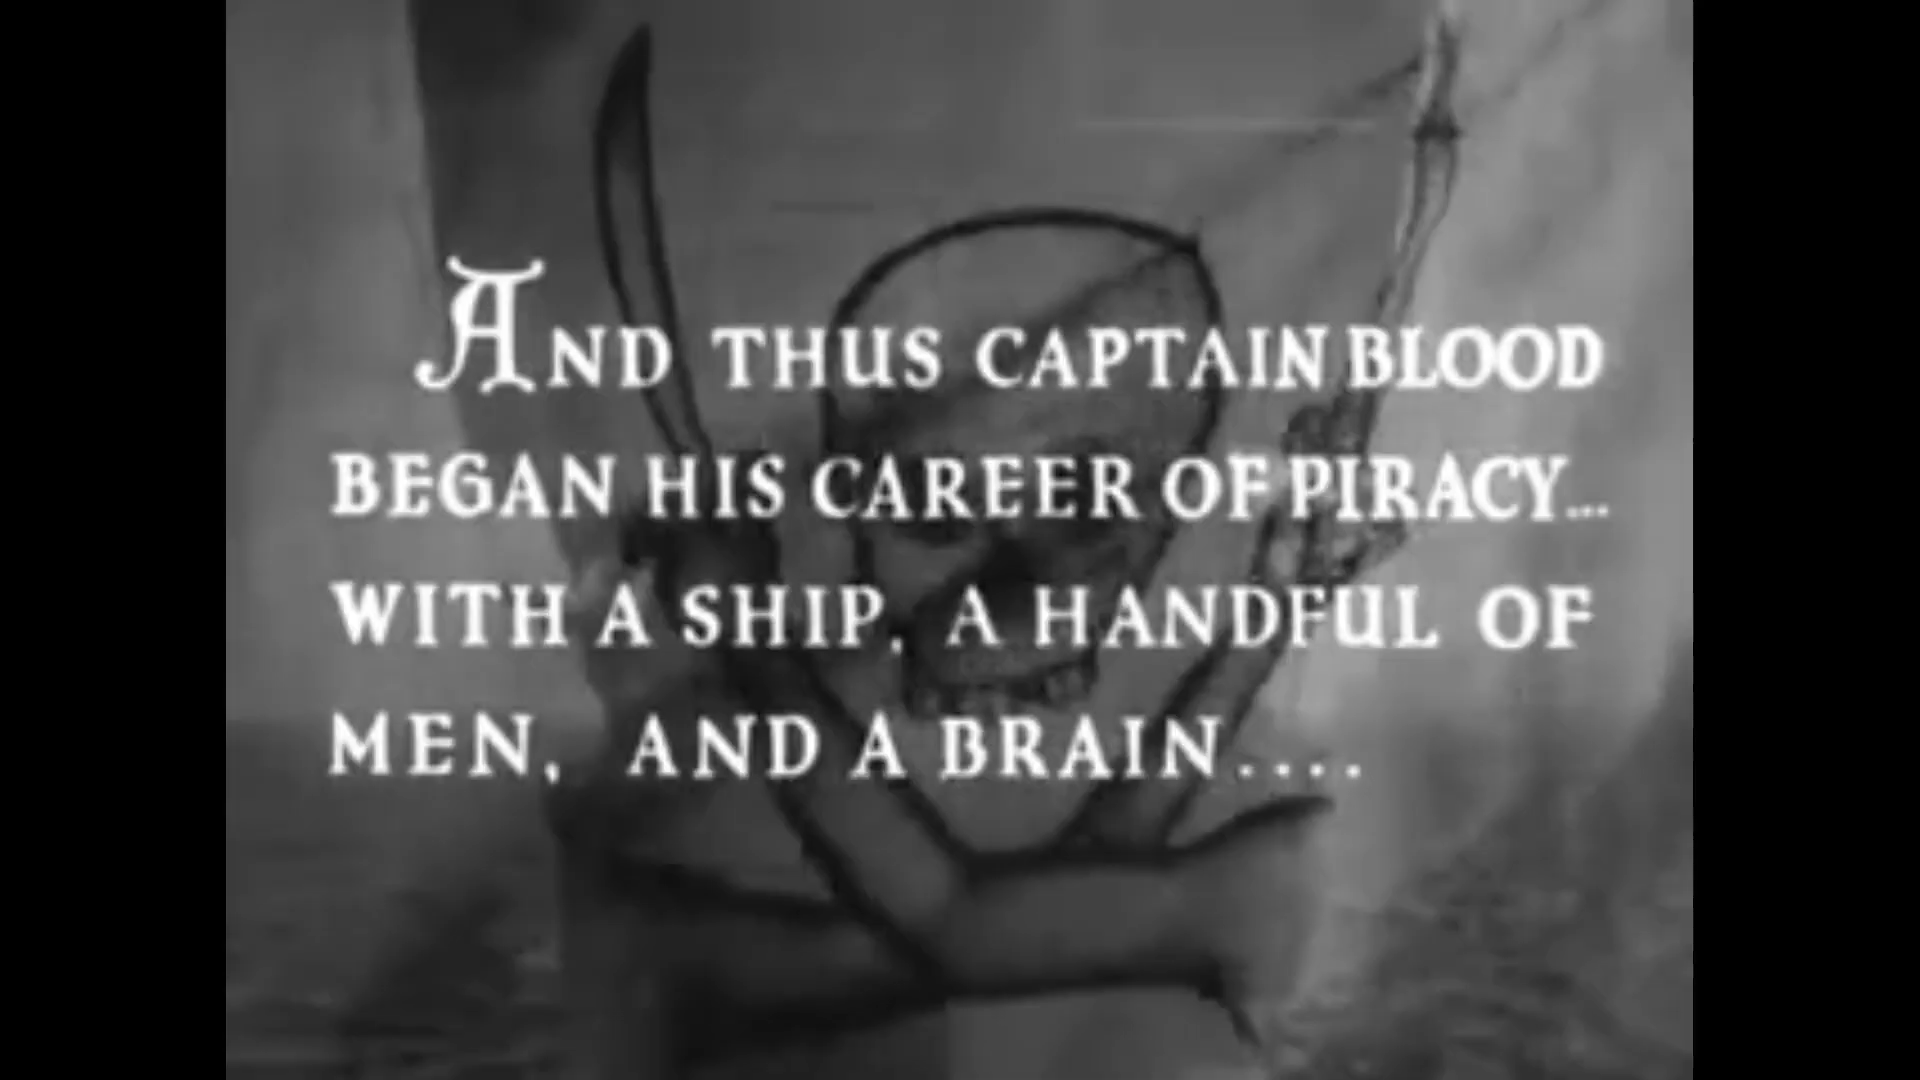 AND THUS CAPTAIN BLOOD
BEGAN HIS CAREER OF PIRACY...
WITH A SHIP, A HANDFUL OF
MEN, AND A BRAIN....